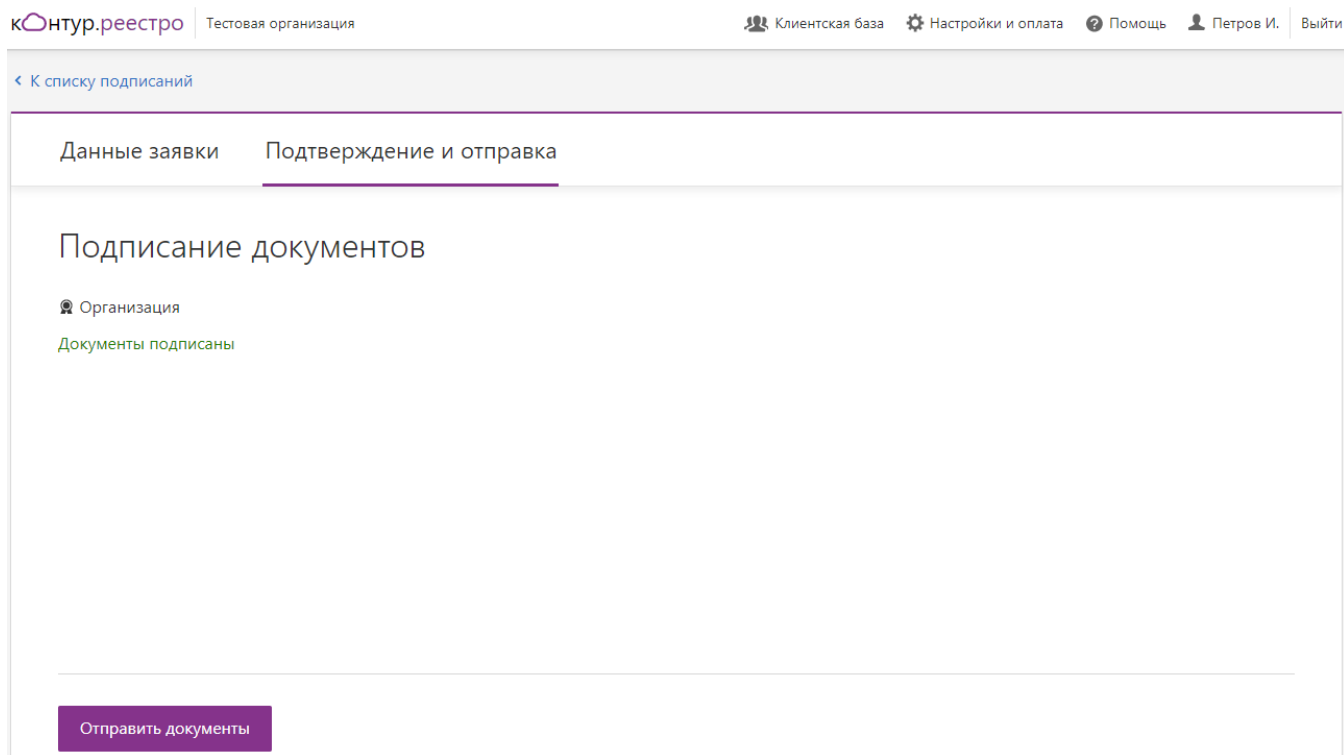 контур.реестро Тестовая организация Клиентская база Настройки и оплата Помощь Петров И. Выйти
К списку подписаний
Данные заявки Подтверждение и отправка
Подписание документов
Организация
Документы подписаны
Отправить документы